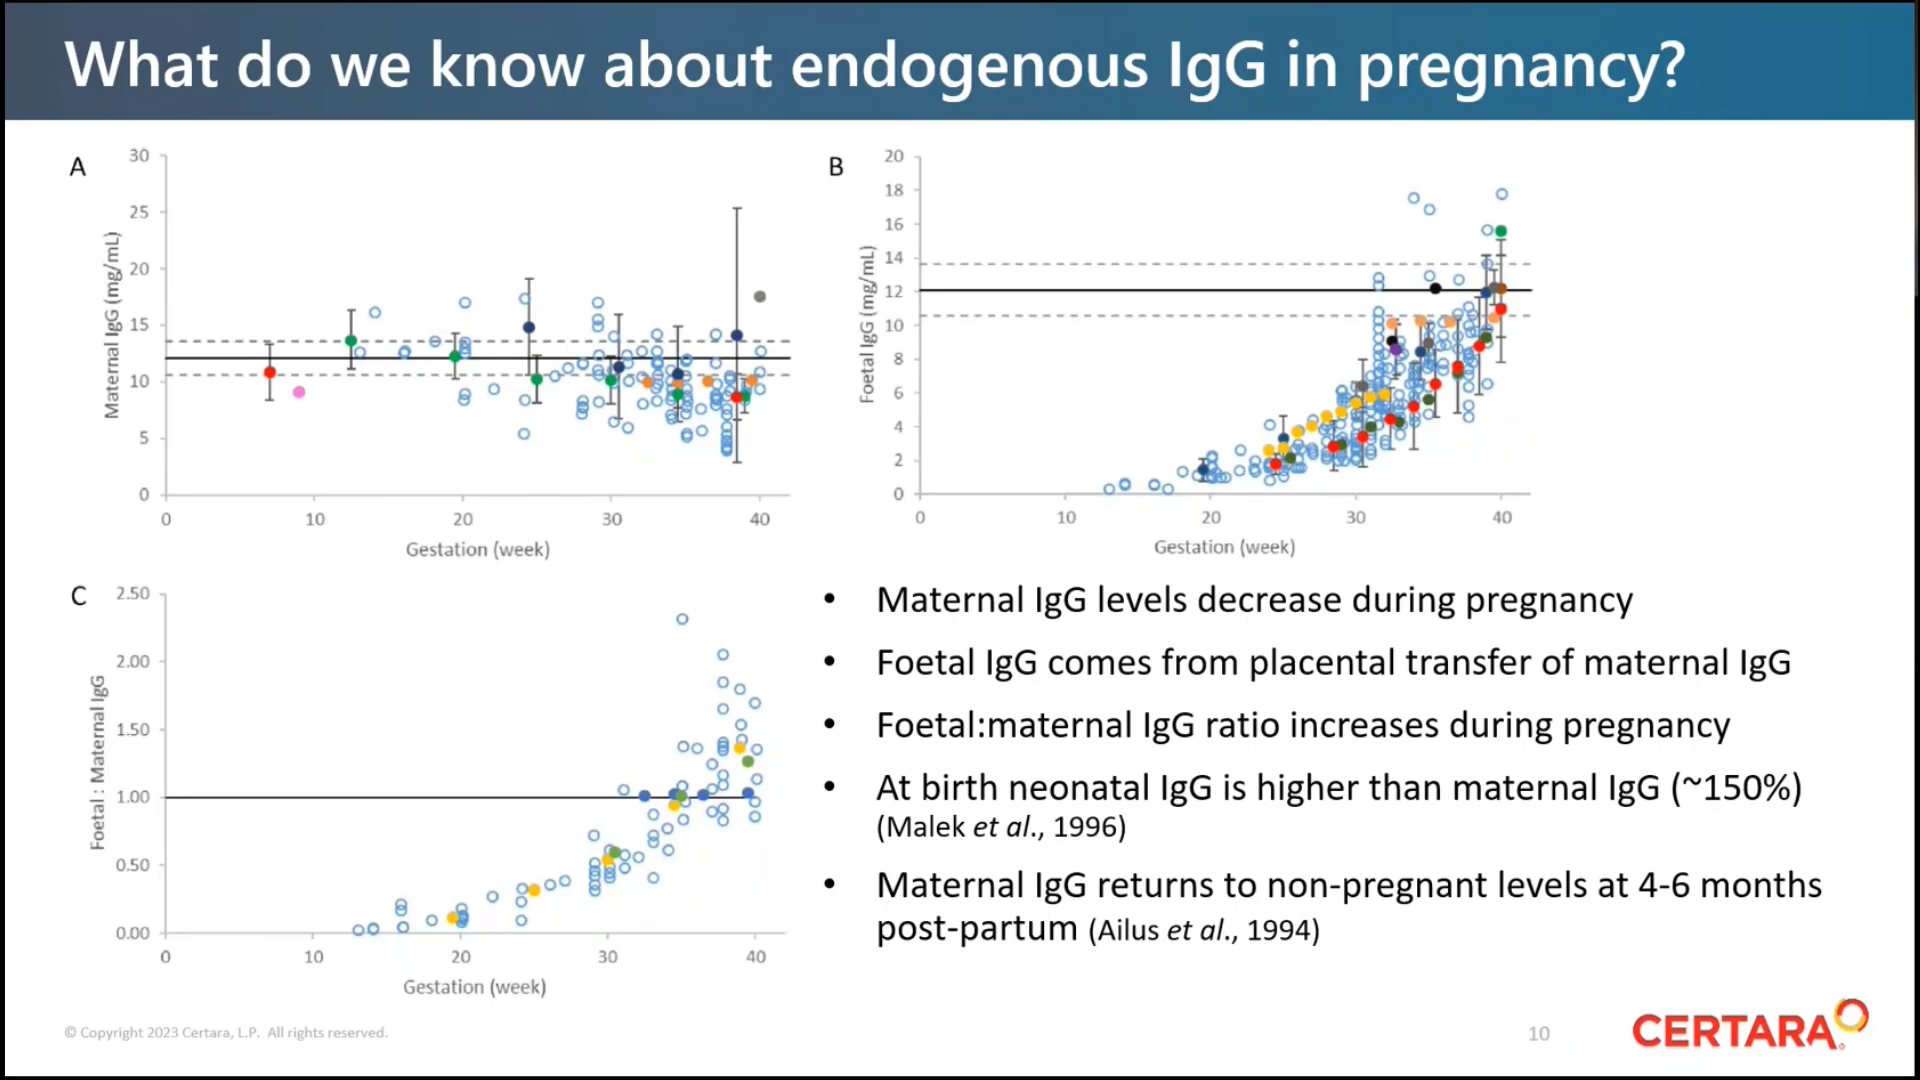 What do we know about endogenous IgG in pregnancy?
A
30
25
20
15
10
5
0
Maternal IgG (mg/mL)
0 10 20 30 40
Gestation (week)
B
20
18
16
14
12
10
8
6
4
2
0
Foetal IgG (mg/mL)
0 10 20 30 40
Gestation (week)
C
2.50
2.00
1.50
1.00
0.50
0.00
Foetal : Maternal IgG
0 10 20 30 40
Gestation (week)
• Maternal IgG levels decrease during pregnancy
• Foetal IgG comes from placental transfer of maternal IgG
• Foetal:maternal IgG ratio increases during pregnancy
• At birth neonatal IgG is higher than maternal IgG (~150%)
(Malek et al., 1996)
• Maternal IgG returns to non-pregnant levels at 4-6 months
post-partum (Ailus et al., 1994)
© Copyright 2023 Certara, L.P. All rights reserved.
10
CERTARA